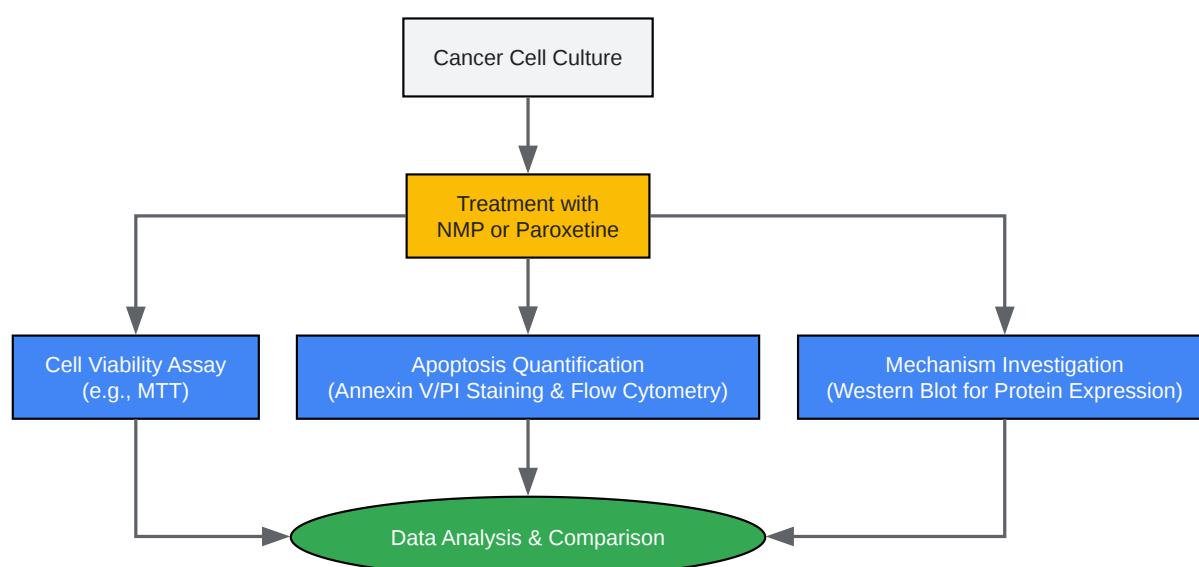 Cancer Cell Culture
Treatment with
NMP or Paroxetine
Cell Viability Assay
(e.g., MTT)
Apoptosis Quantification
(Annexin V/PI Staining & Flow Cytometry)
Mechanism Investigation
(Western Blot for Protein Expression)
Data Analysis & Comparison